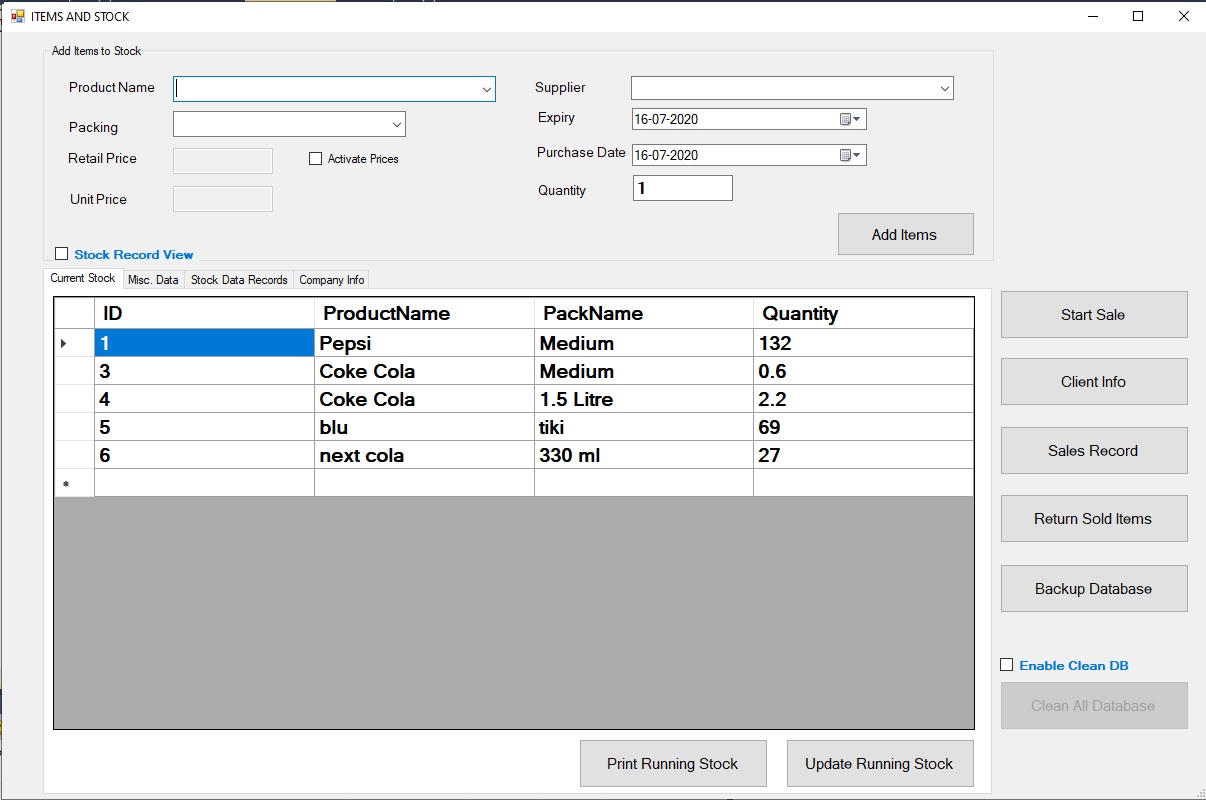 ITEMS AND STOCK
Add Items to Stock
Product Name
Supplier
Packing
Expiry 16-07-2020
Retail Price
Activate Prices
Purchase Date 16-07-2020
Unit Price
Quantity 1
Add Items
Stock Record View
Current Stock Misc. Data Stock Data Records Company Info
ID ProductName PackName Quantity
1 Pepsi Medium 132
3 Coke Cola Medium 0.6
4 Coke Cola 1.5 Litre 2.2
5 blu tiki 69
6 next cola 330 ml 27
*
Start Sale
Client Info
Sales Record
Return Sold Items
Backup Database
Enable Clean DB
Clean All Database
Print Running Stock
Update Running Stock